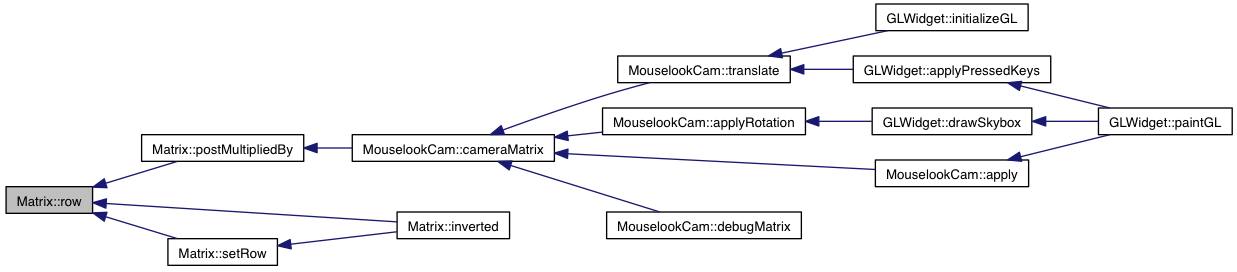 GLWidget::initializeGL
MouselookCam::translate
GLWidget::applyPressedKeys
MouselookCam::applyRotation
GLWidget::drawSkybox
GLWidget::paintGL
Matrix::postMultipliedBy
MouselookCam::cameraMatrix
MouselookCam::apply
Matrix::row
Matrix::inverted
MouselookCam::debugMatrix
Matrix::setRow